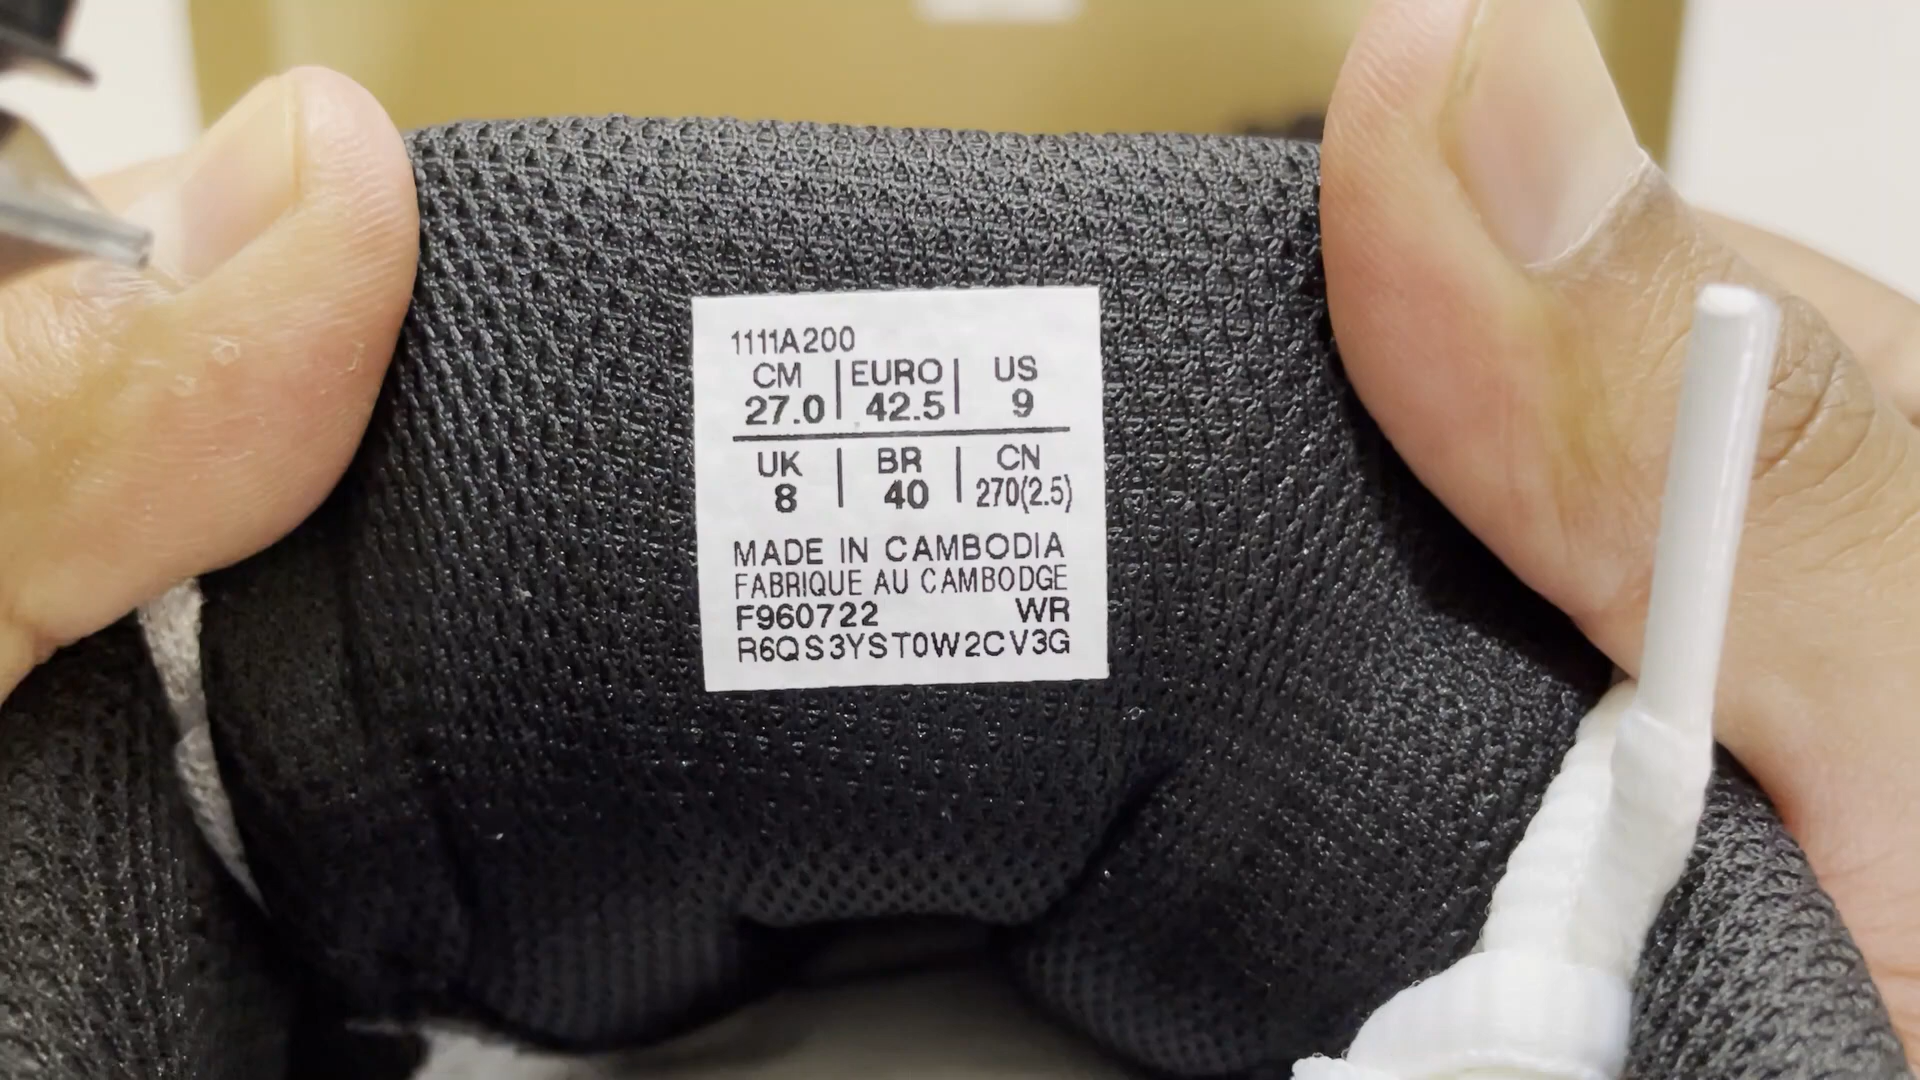 1111A200
CM | EURO | US
27.0 | 42.5 | 9
UK | BR | CN
8 | 40 | 270(2.5)
MADE IN CAMBODIA
FABRIQUE AU CAMBODGE
F960722 WR
R6QS3YST0W2CV3G